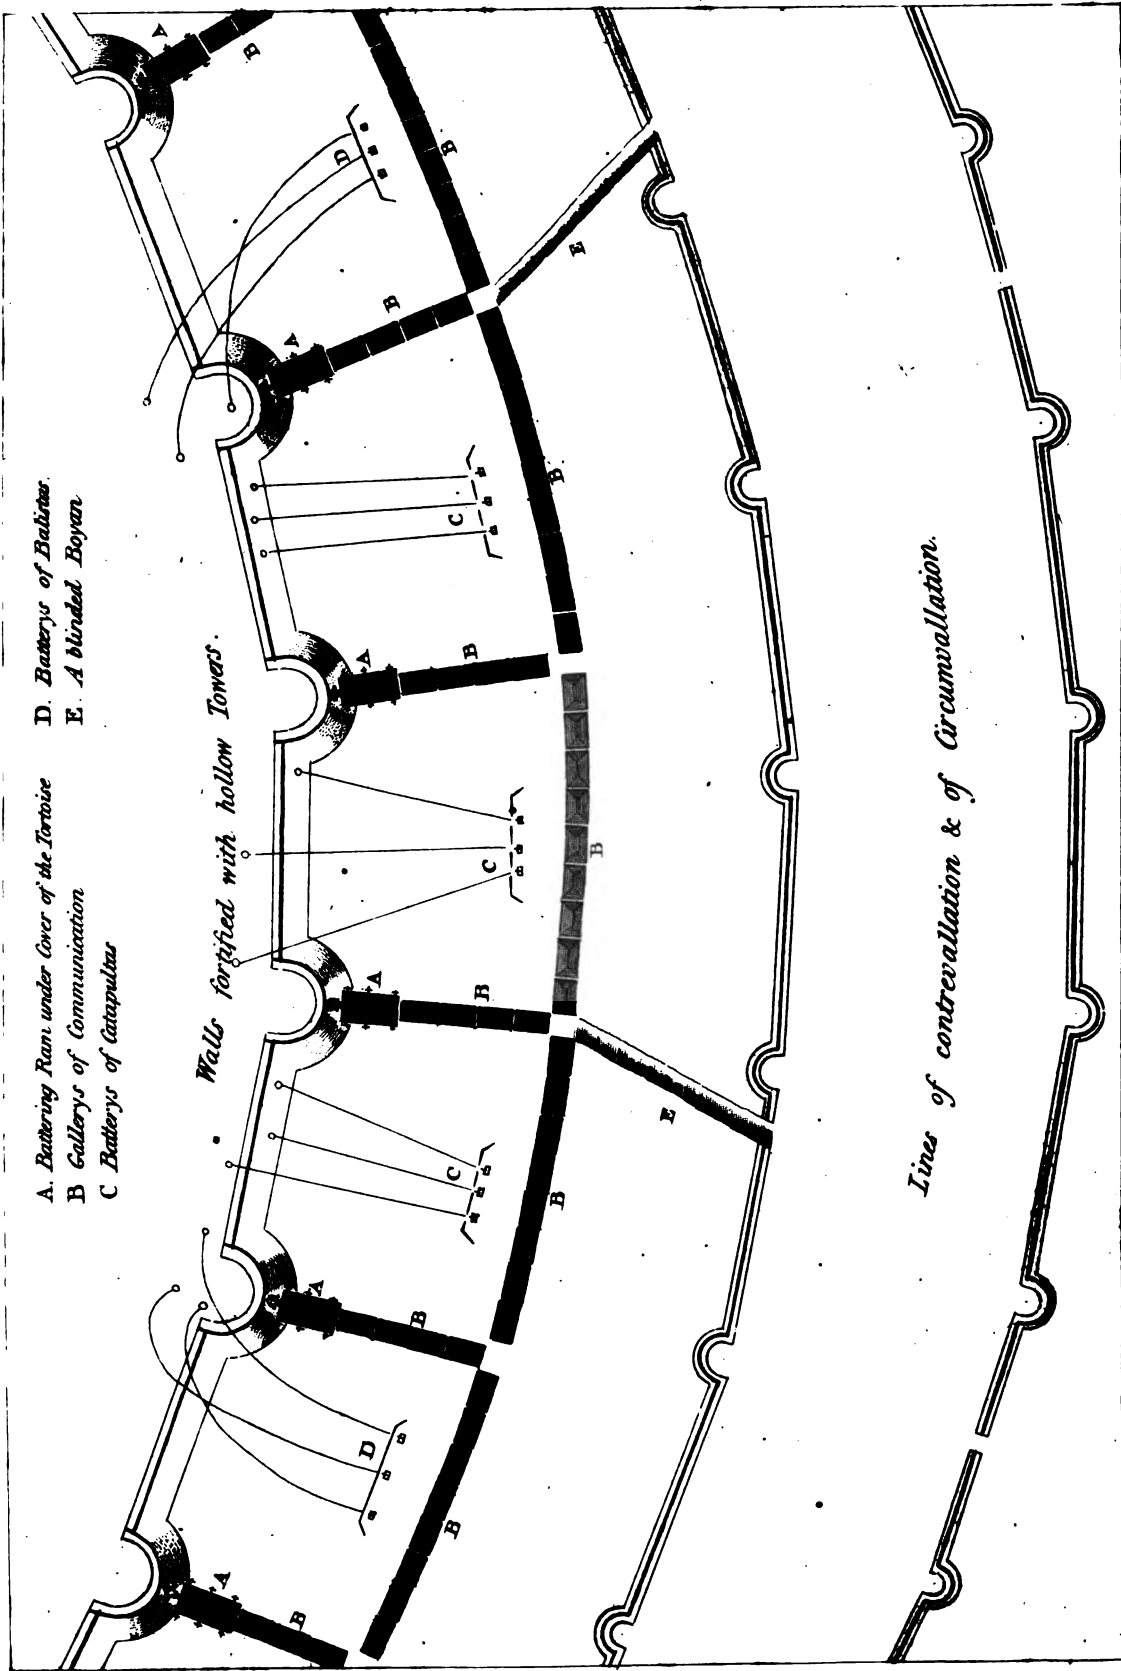 A. Battering Ram under Cover of the Tortoise
B Gallerys of Communication
C Batterys of Catapultas
D. Batterys of Balistas.
E. A blinded Boyan
Walls fortified with hollow Towers.
A
B
D
B
A
B
E
C
B
A
B
C
B
A
B
E
C
B
A
B
D
B
A
B
Lines of contrevallation & of Circumvallation.